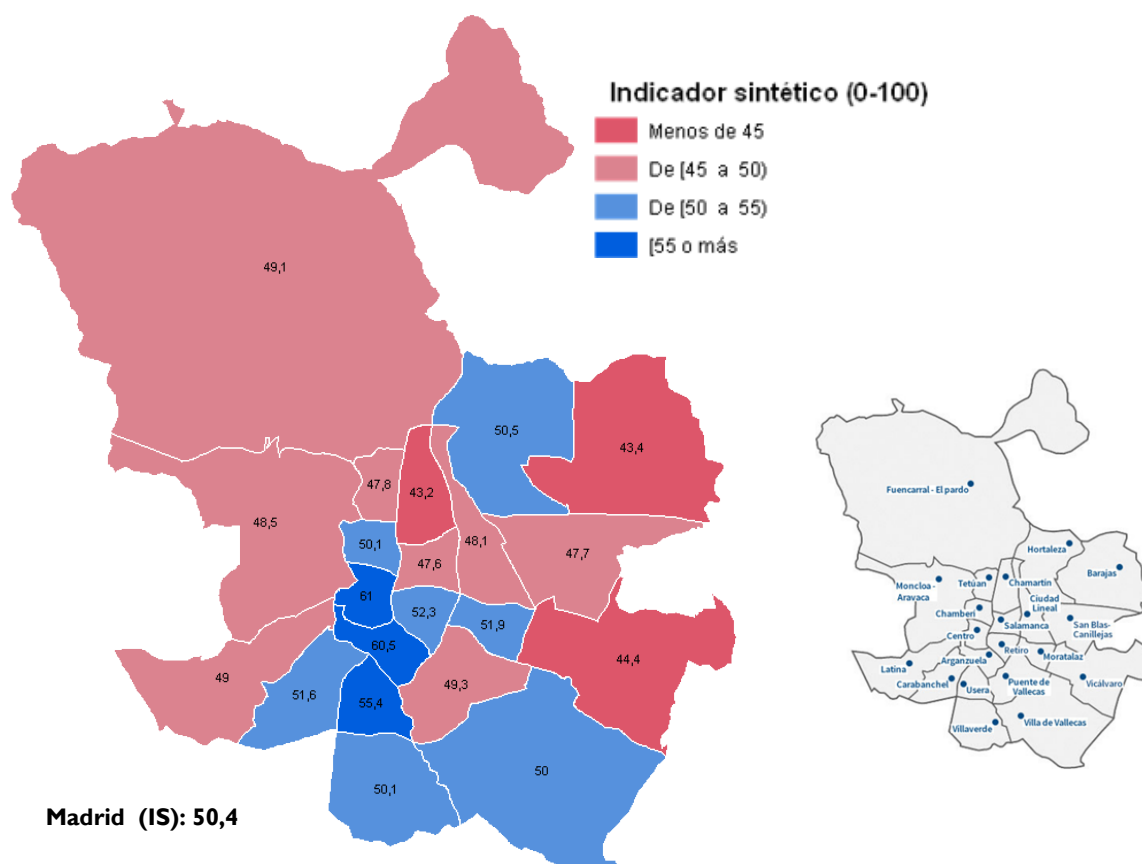 Indicador sintético (0-100)
Menos de 45
De [45 a 50)
De [50 a 55)
[55 o más
49,1
50,5
43,4
47,8
43,2
48,5
50,1
48,1
47,7
47,6
61
52,3
51,9
60,5
44,4
49
51,6
55,4
49,3
50
50,1
Madrid (IS): 50,4
Fuencarral - El pardo
Hortaleza
Barajas
Moncloa -
Aravaca
Tetúan
Chamartín
Ciudad
Lineal
Chamberi
Salamanca
San Blas-
Canillejas
Centro
Retiro
Moratalaz
Latina
Arganzuela
Carabanchel
Usera
Puente de
Vallecas
Vicálvaro
Villaverde
Villa de Vallecas